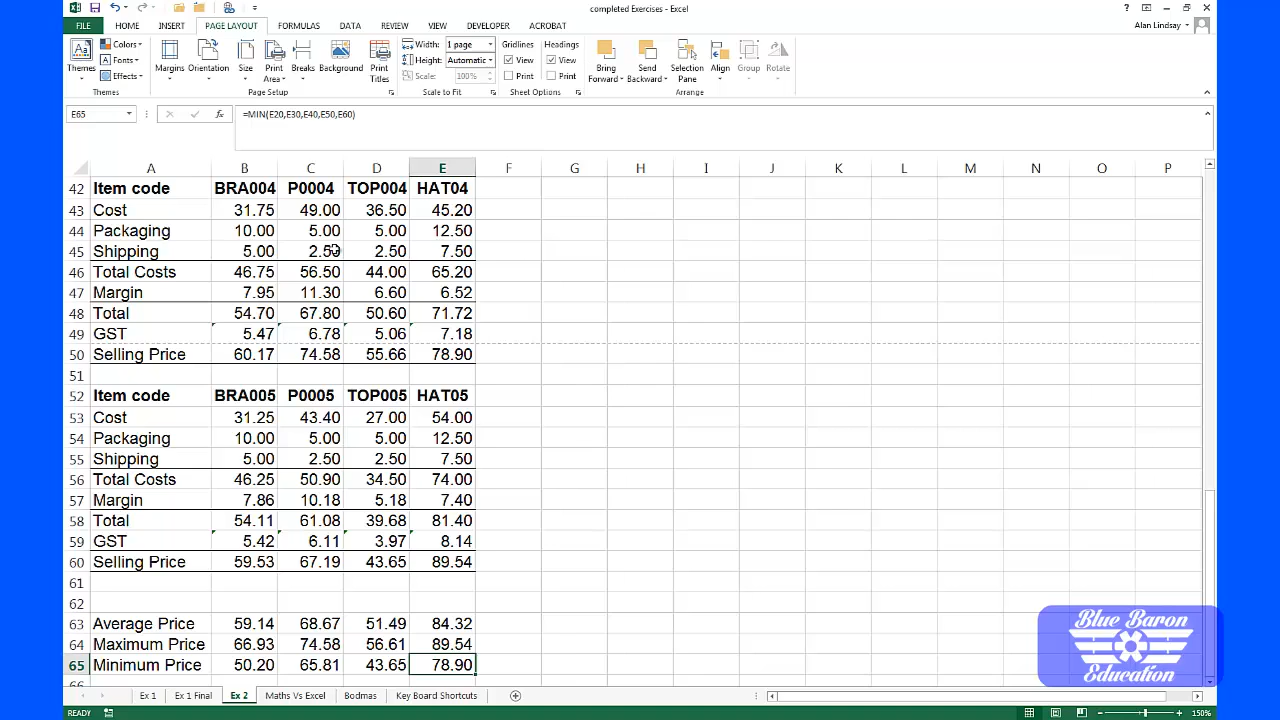 completed Exercises - Excel
FILE HOME INSERT PAGE LAYOUT FORMULAS DATA REVIEW VIEW DEVELOPER ACROBAT Alan Lindsay
Colors Width: 1 page Gridlines Headings
Fonts Height: Automatic View View
Themes Margins Orientation Size Print Breaks Background Print Bring Send Selection Align Group Rotate
Effects Area Titles Scale: 100% Print Print Forward Backward Pane
Themes Page Setup Scale to Fit Sheet Options Arrange
E65 fx =MIN(E20,E30,E40,E50,E60)
A B C D E F G H I J K L M N O P
42 Item code BRA004 P0004 TOP004 HAT04
43 Cost 31.75 49.00 36.50 45.20
44 Packaging 10.00 5.00 5.00 12.50
45 Shipping 5.00 2.50 2.50 7.50
46 Total Costs 46.75 56.50 44.00 65.20
47 Margin 7.95 11.30 6.60 6.52
48 Total 54.70 67.80 50.60 71.72
49 GST 5.47 6.78 5.06 7.18
50 Selling Price 60.17 74.58 55.66 78.90
51
52 Item code BRA005 P0005 TOP005 HAT05
53 Cost 31.25 43.40 27.00 54.00
54 Packaging 10.00 5.00 5.00 12.50
55 Shipping 5.00 2.50 2.50 7.50
56 Total Costs 46.25 50.90 34.50 74.00
57 Margin 7.86 10.18 5.18 7.40
58 Total 54.11 61.08 39.68 81.40
59 GST 5.42 6.11 3.97 8.14
60 Selling Price 59.53 67.19 43.65 89.54
61
62
63 Average Price 59.14 68.67 51.49 84.32
64 Maximum Price 66.93 74.58 56.61 89.54
65 Minimum Price 50.20 65.81 43.65 78.90
66
Blue Baron
Education
Ex 1 Ex 1 Final Ex 2 Maths Vs Excel Bodmas Key Board Shortcuts
READY 150%